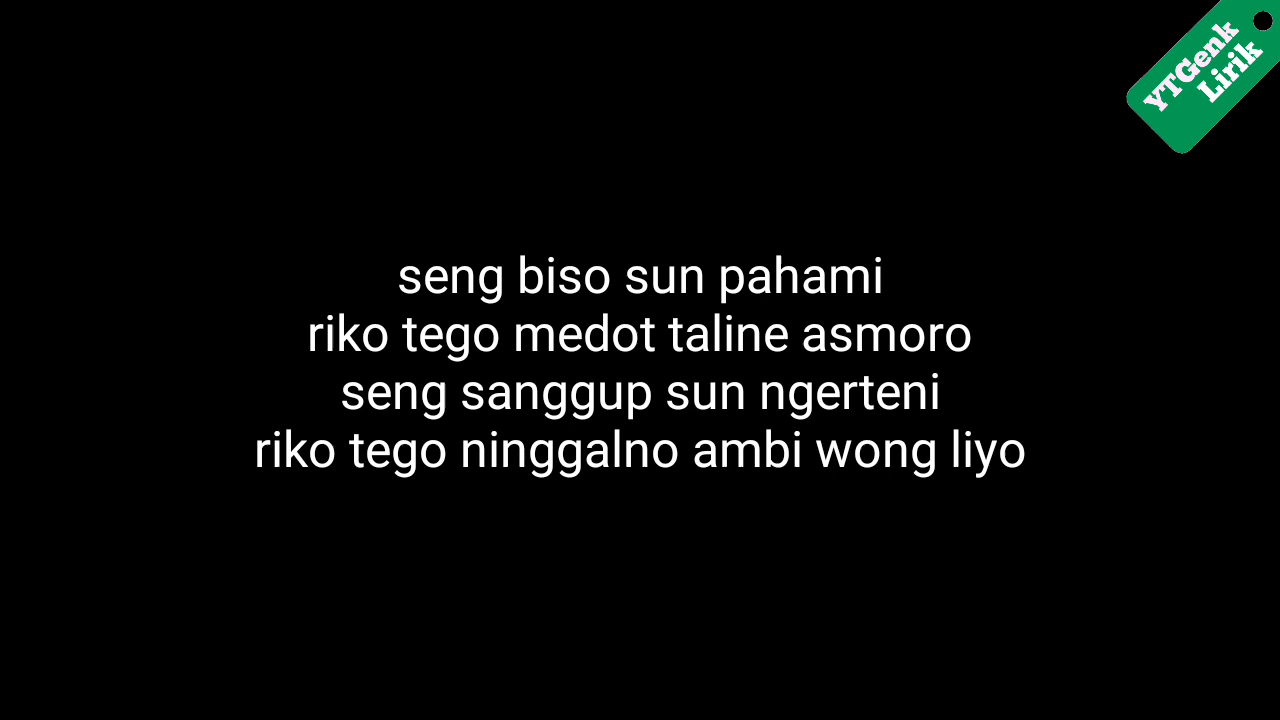 YTGenk
Lirik
seng biso sun pahami
riko tego medot taline asmoro
seng sanggup sun ngerteni
riko tego ninggalno ambi wong liyo